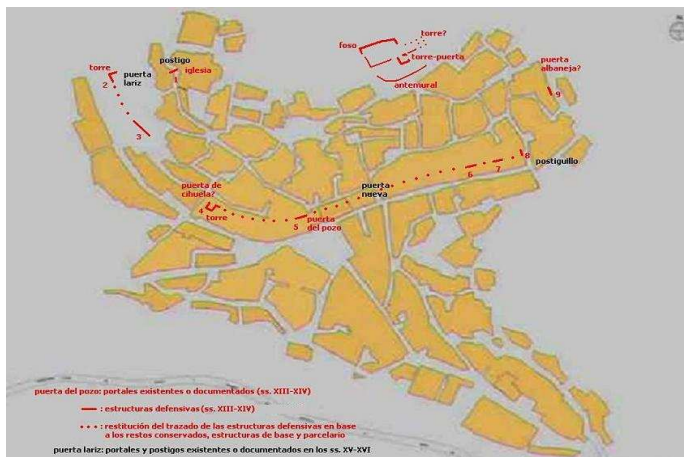 torre?
foso
torre-puerta
antemural
postigo
iglesia
1
torre
2
puerta
lariz
3
puerta
albaneja?
9
8
postiguillo
6
7
puerta
nueva
puerta de
cihuela?
4
torre
5
puerta
del pozo
puerta del pozo: portales existentes o documentados (ss. XIII-XIV)
: estructuras defensivas (ss. XIII-XIV)
: restitución del trazado de las estructuras defensivas en base
a los restos conservados, estructuras de base y parcelario
puerta lariz: portales y postigos existentes o documentados en los ss. XV-XVI